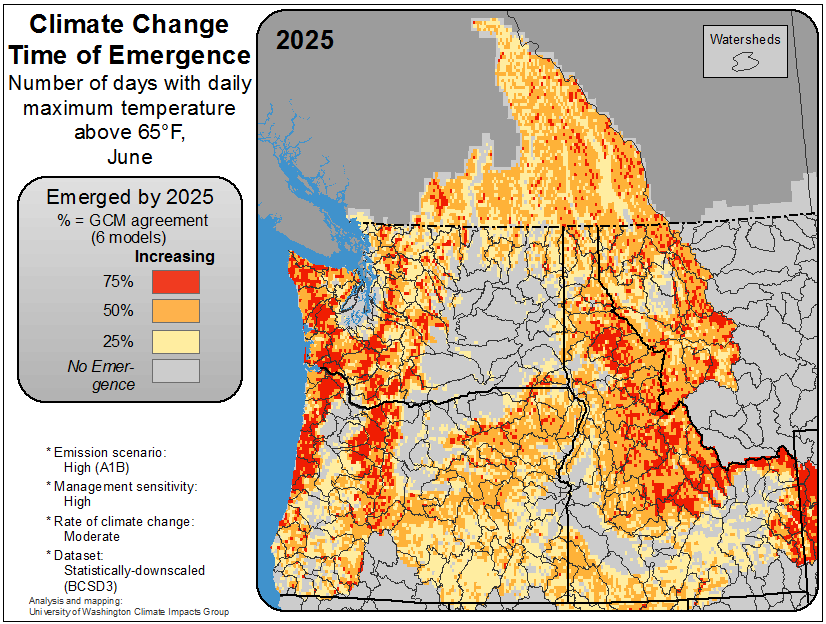 Climate Change
Time of Emergence
Number of days with daily
maximum temperature
above 65°F,
June
Emerged by 2025
% = GCM agreement
(6 models)
Increasing
75%
50%
25%
No Emer-
gence
* Emission scenario:
High (A1B)
* Management sensitivity:
High
* Rate of climate change:
Moderate
* Dataset:
Statistically-downscaled
(BCSD3)
Analysis and mapping:
University of Washington Climate Impacts Group
2025
Watersheds